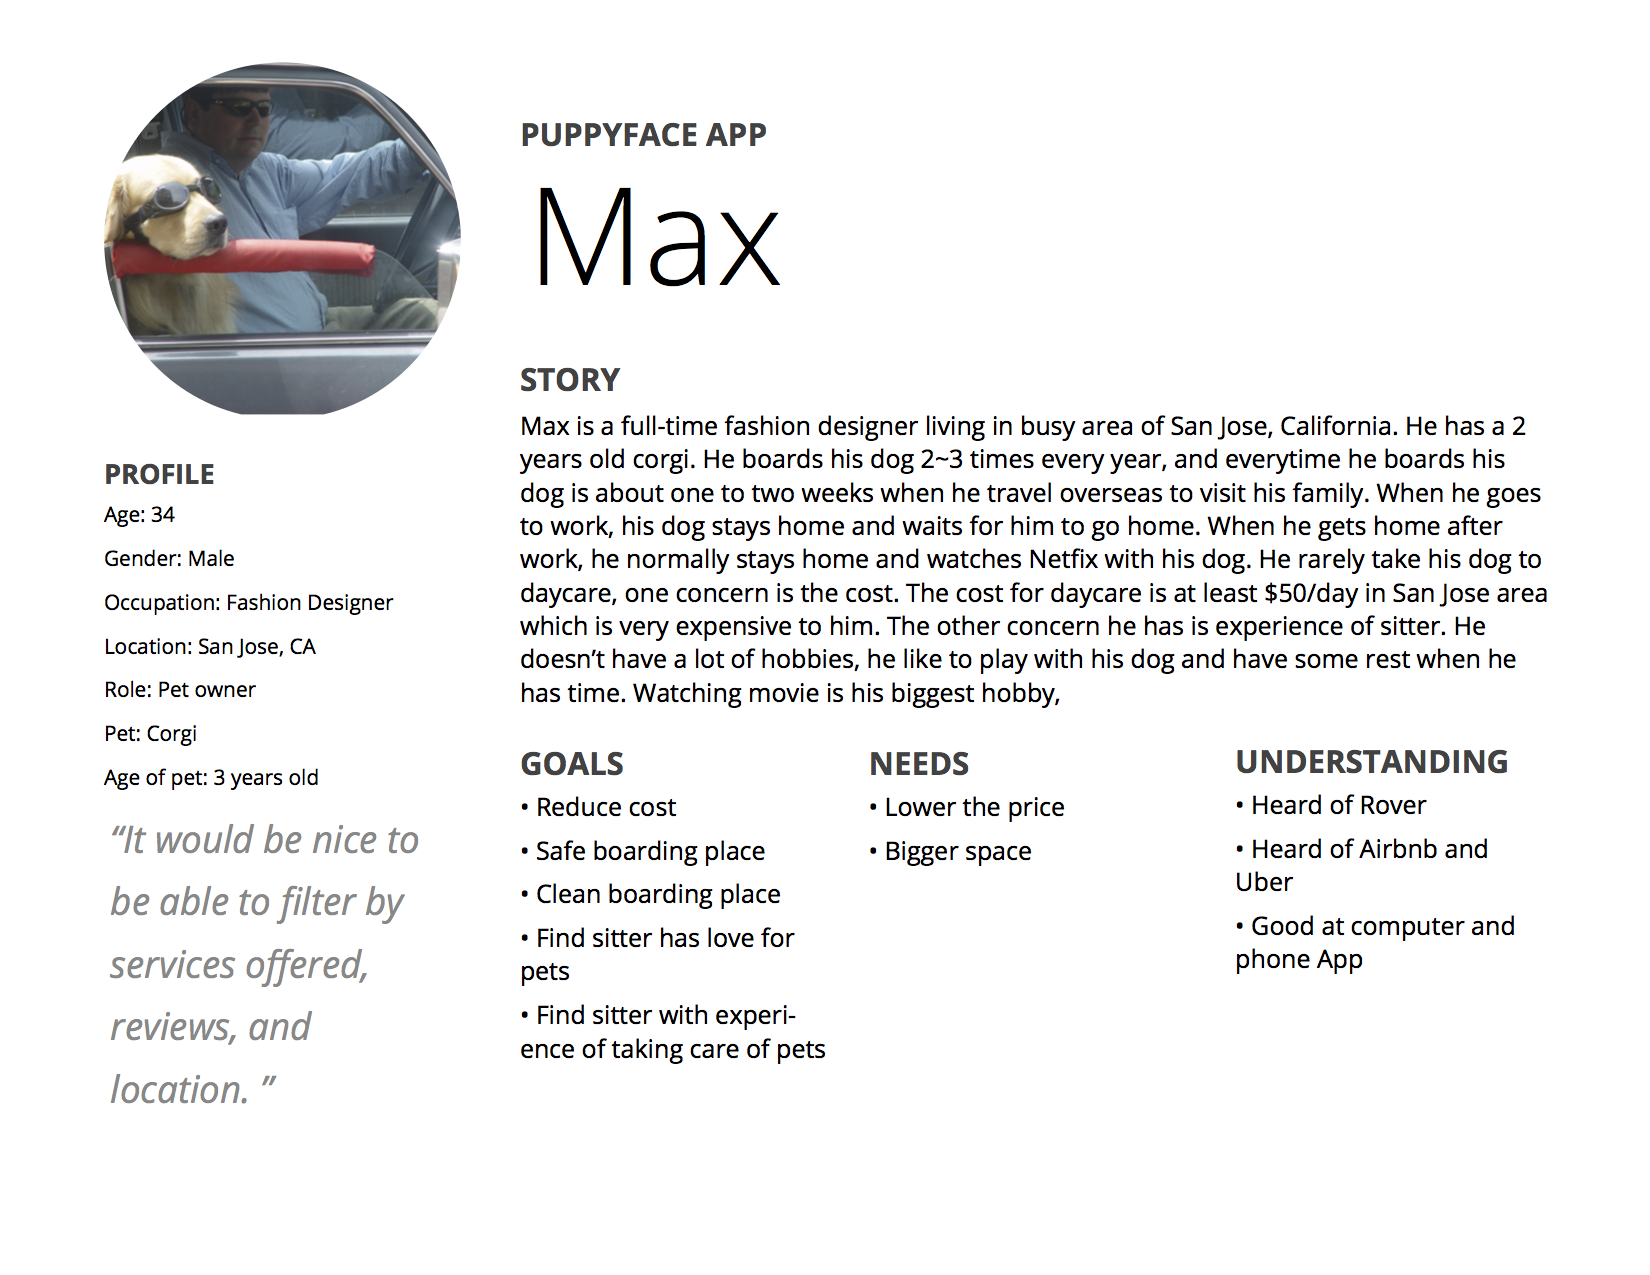 PUPPYFACE APP
Max
PROFILE
Age: 34
Gender: Male
Occupation: Fashion Designer
Location: San Jose, CA
Role: Pet owner
Pet: Corgi
Age of pet: 3 years old
“It would be nice to
be able to filter by
services offered,
reviews, and
location. ”
STORY
Max is a full-time fashion designer living in busy area of San Jose, California. He has a 2
years old corgi. He boards his dog 2~3 times every year, and everytime he boards his
dog is about one to two weeks when he travel overseas to visit his family. When he goes
to work, his dog stays home and waits for him to go home. When he gets home after
work, he normally stays home and watches Netfix with his dog. He rarely take his dog to
daycare, one concern is the cost. The cost for daycare is at least $50/day in San Jose area
which is very expensive to him. The other concern he has is experience of sitter. He
doesn’t have a lot of hobbies, he like to play with his dog and have some rest when he
has time. Watching movie is his biggest hobby,
GOALS
• Reduce cost
• Safe boarding place
• Clean boarding place
• Find sitter has love for
pets
• Find sitter with experi-
ence of taking care of pets
NEEDS
• Lower the price
• Bigger space
UNDERSTANDING
• Heard of Rover
• Heard of Airbnb and
Uber
• Good at computer and
phone App